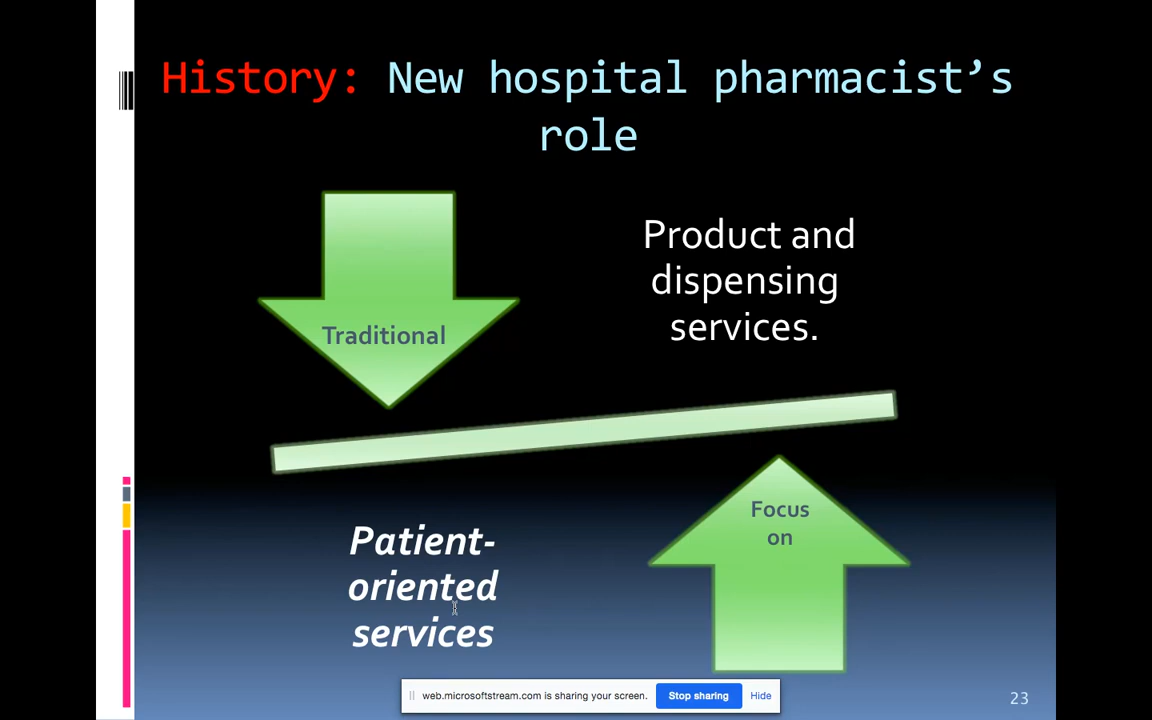 History: New hospital pharmacist’s
role
Traditional
Product and
dispensing
services.
Patient-
oriented
services
Focus
on
web.microsoftstream.com is sharing your screen. Stop sharing Hide
23